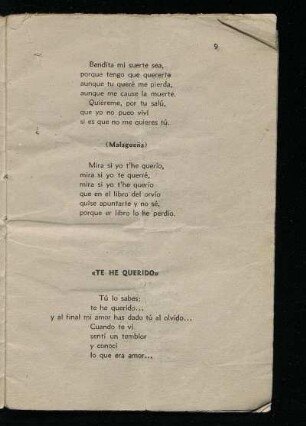 9
Bendita mi suerte sea,
porque tengo que quererte
aunque tu queré me pierda,
aunque me cause la muerte.
Quiéreme, por tu salú,
que yo no pueo vivi
si es que no me quieres tú.
(Malagueña)
Mira si yo t'he querío,
mira si yo te querré,
mira si yo t'he querío
que en el libro del orvío
quise apuntarte y no sé,
porque er libro lo he perdío.
«TE HE QUERIDO»
Tú lo sabes:
te he querido...
y al final mi amor has dado tú al olvido...
Cuando te vi
sentí un temblor
y conocí
lo que era amor...